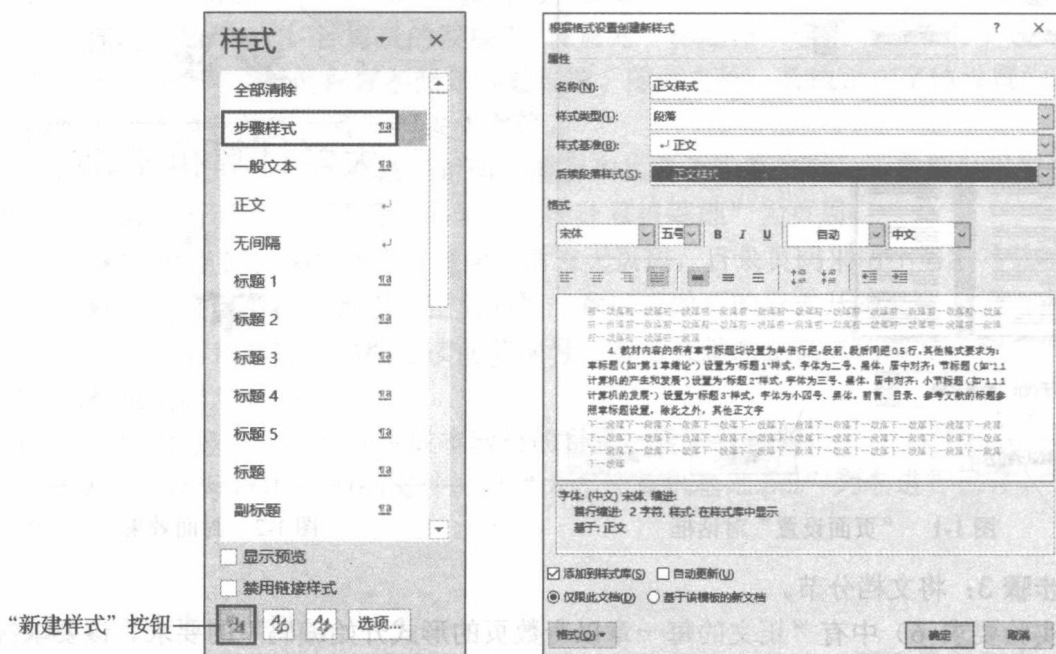 样式
全部清除
步骤样式
一般文本
正文
无间隔
标题 1
标题 2
标题 3
标题 4
标题 5
标题
副标题
显示预览
禁用链接样式
选项...
“新建样式”按钮
根据格式设置创建新样式 ? ×
属性
名称(N): 正文样式
样式类型(T): 段落
样式基准(B): 正文
后续段落样式(S): 正文样式
格式
宋体 五号 B I U 自动 中文
4. 教材内容的所有章节标题均设置为单倍行距，段前、段后间距 0.5 行，其他格式要求为：
章标题（如“第 1 章绪论”）设置为“标题 1”样式，字体为二号、黑体，居中对齐；节标题（如“1.1
计算机的产生和发展”）设置为“标题 2”样式，字体为三号、黑体，居中对齐；小节标题（如“1.1.1
计算机的发展”）设置为“标题 3”样式，字体为小四号、黑体，前言、目录、参考文献的标题参
照章标题设置，除此之外，其他正文字
字体: (中文) 宋体, 缩进:
首行缩进: 2 字符, 样式: 在样式库中显示
基于: 正文
添加到样式库(S) 自动更新(U)
仅限此文档(D) 基于该模板的新文档
格式(O) 确定 取消